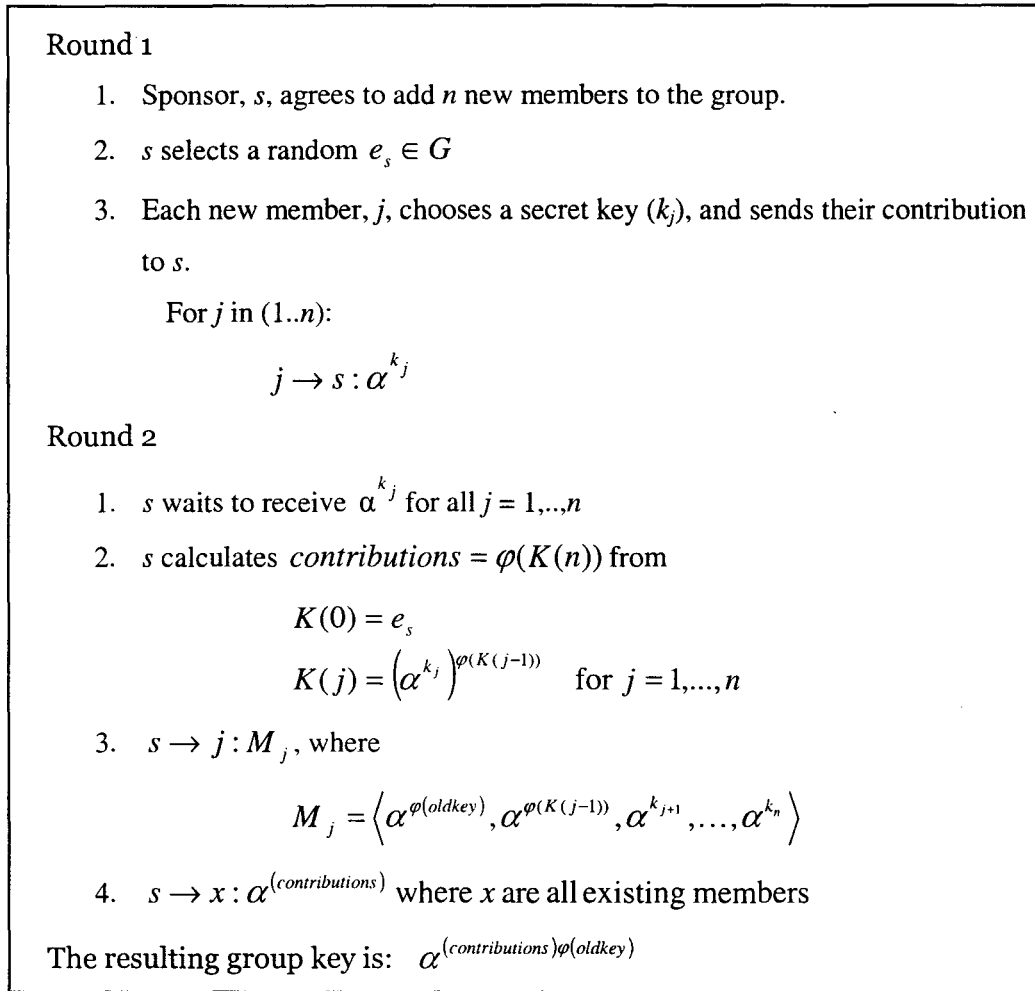 Round 1
1. Sponsor, s, agrees to add n new members to the group.
2. s selects a random e_s ∈ G
3. Each new member, j, chooses a secret key (k_j), and sends their contribution
to s.
For j in (1..n):
j → s : α^{k_j}
Round 2
1. s waits to receive α^{k_j} for all j = 1,..,n
2. s calculates contributions = φ(K(n)) from
K(0) = e_s
K(j) = (α^{k_j})^{φ(K(j−1))} for j = 1,...,n
3. s → j : M_j, where
M_j = ⟨α^{φ(oldkey)}, α^{φ(K(j−1))}, α^{k_{j+1}},..., α^{k_n}⟩
4. s → x : α^{(contributions)} where x are all existing members
The resulting group key is: α^{(contributions)φ(oldkey)}